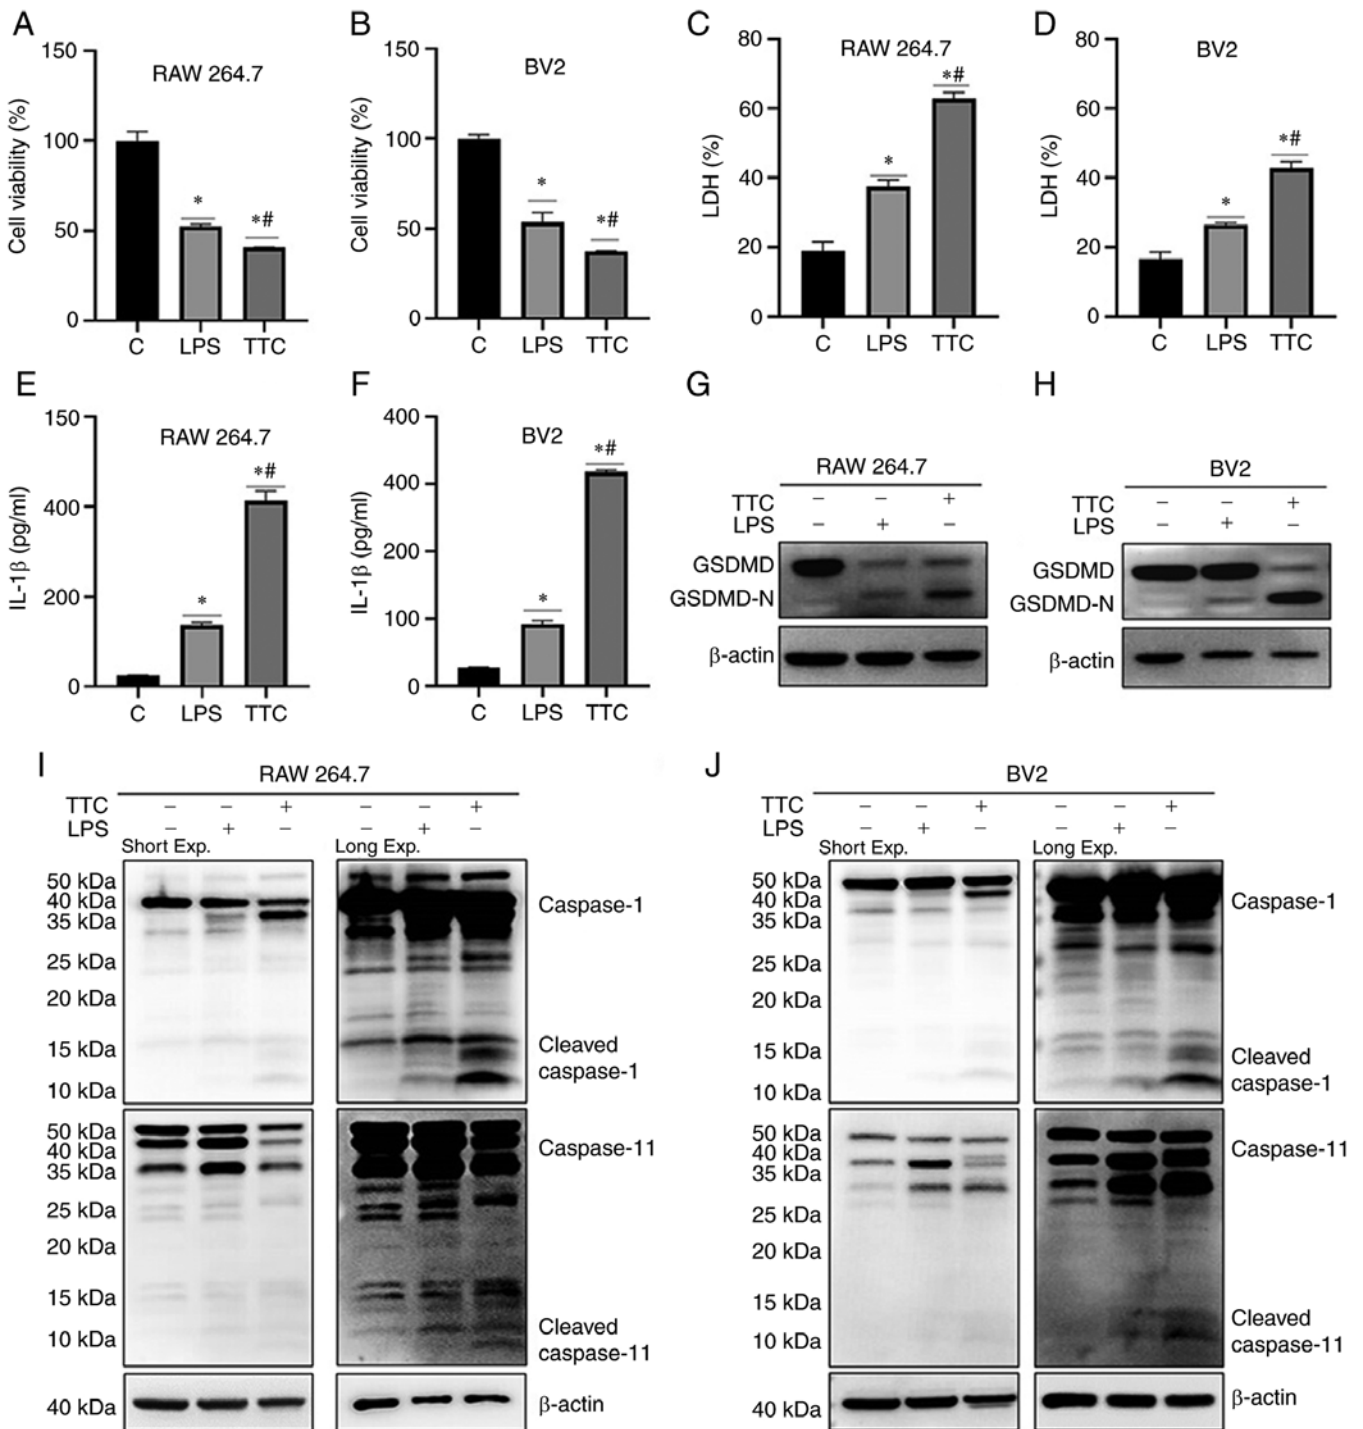 A
B
C
D
150
100
50
0
Cell viability (%)
RAW 264.7
*
*#
C LPS TTC
150
100
50
0
Cell viability (%)
BV2
*
*#
C LPS TTC
80
60
40
20
0
LDH (%)
RAW 264.7
*
*#
C LPS TTC
80
60
40
20
0
LDH (%)
BV2
*
*#
C LPS TTC
E
F
G
H
150
400
200
0
IL-1β (pg/ml)
RAW 264.7
*
*#
C LPS TTC
400
400
200
100
0
IL-1β (pg/ml)
BV2
*
*#
C LPS TTC
RAW 264.7
TTC − − +
LPS − + −
GSDMD
GSDMD-N
β-actin
BV2
TTC − − +
LPS − + −
GSDMD
GSDMD-N
β-actin
I
RAW 264.7
TTC − − + − − +
LPS − + − − + −
Short Exp. Long Exp.
50 kDa
40 kDa
35 kDa
25 kDa
20 kDa
15 kDa
10 kDa
Caspase-1
Cleaved
caspase-1
50 kDa
40 kDa
35 kDa
25 kDa
20 kDa
15 kDa
10 kDa
Caspase-11
Cleaved
caspase-11
40 kDa
β-actin
J
BV2
TTC − − + − − +
LPS − + − − + −
Short Exp. Long Exp.
50 kDa
40 kDa
35 kDa
25 kDa
20 kDa
15 kDa
10 kDa
Caspase-1
Cleaved
caspase-1
50 kDa
40 kDa
35 kDa
25 kDa
20 kDa
15 kDa
10 kDa
Caspase-11
Cleaved
caspase-11
40 kDa
β-actin